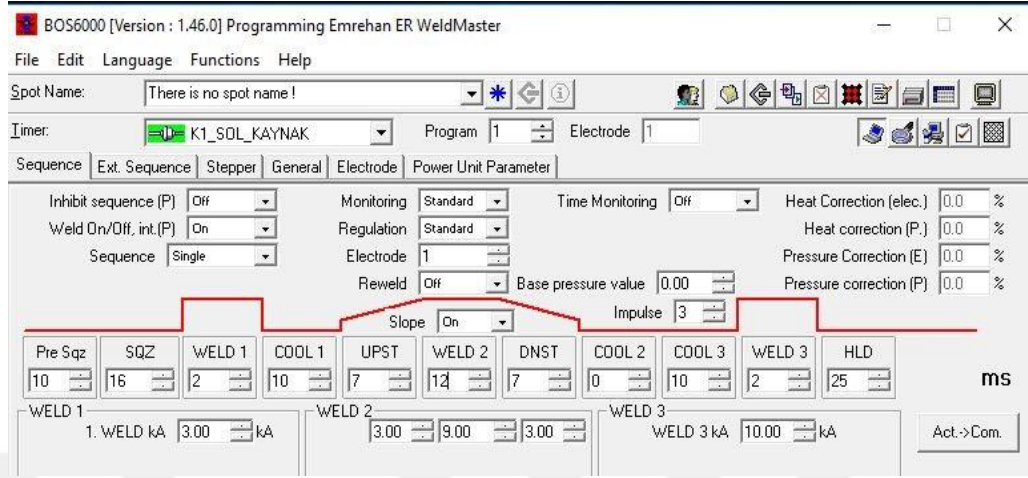 BOS6000 [Version : 1.46.0] Programming Emrehan ER WeldMaster
File Edit Language Functions Help
Spot Name: There is no spot name !
Timer: K1_SOL_KAYNAK Program 1 Electrode 1
Sequence Ext. Sequence Stepper General Electrode Power Unit Parameter
Inhibit sequence (P) Off Monitoring Standard Time Monitoring Off Heat Correction (elec.) 0.0 %
Weld On/Off, int.(P) On Regulation Standard Heat correction (P.) 0.0 %
Sequence Single Electrode 1 Pressure Correction (E) 0.0 %
Reweld Off Base pressure value 0.00 Pressure correction (P) 0.0 %
Slope On Impulse 3
Pre Sqz SQZ WELD 1 COOL 1 UPST WELD 2 DNST COOL 2 COOL 3 WELD 3 HLD
10 16 2 10 7 12 7 0 10 2 25 ms
WELD 1 WELD 2 WELD 3
1. WELD kA 3.00 kA 3.00 9.00 3.00 WELD 3 kA 10.00 kA Act.->Com.